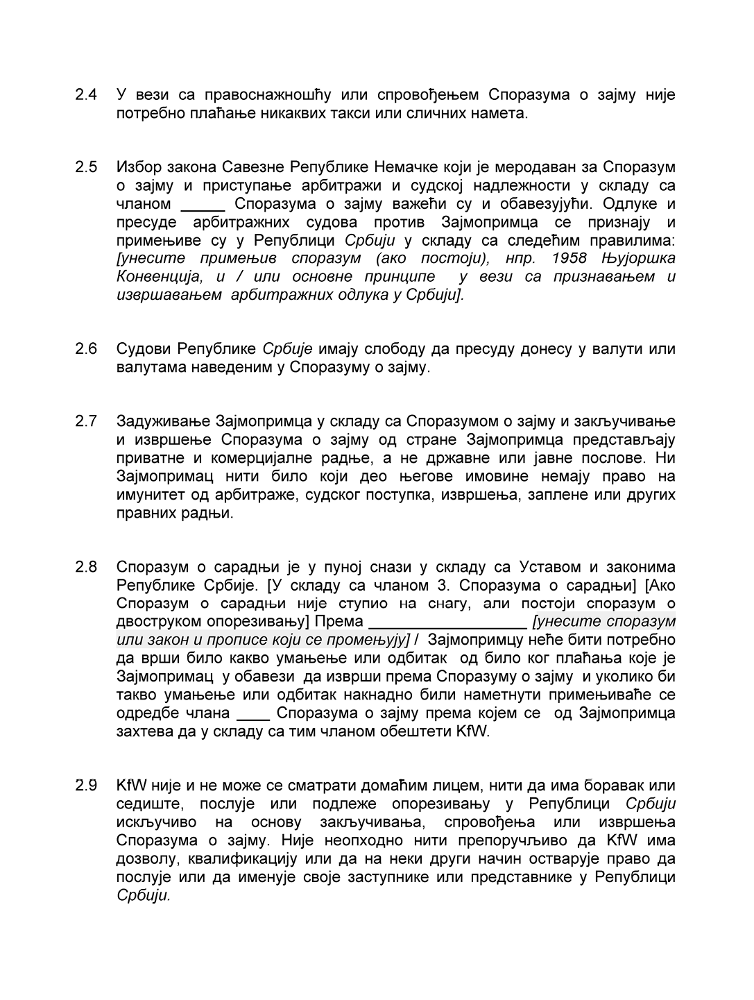 2.4 У вези са правоснажношћу или спровођењем Споразума о зајму није
потребно плаћање никаквих такси или сличних намета.
2.5 Избор закона Савезне Републике Немачке који је меродаван за Споразум
о зајму и приступање арбитражи и судској надлежности у складу са
чланом _____ Споразума о зајму важећи су и обавезујући. Одлуке и
пресуде арбитражних судова против Зајмопримца се признају и
примењиве су у Републици Србији у складу са следећим правилима:
[унесите примењив споразум (ако постоји), нпр. 1958 Њујоршка
Конвенција, и / или основне принципе у вези са признавањем и
извршавањем арбитражних одлука у Србији].
2.6 Судови Републике Србије имају слободу да пресуду донесу у валути или
валутама наведеним у Споразуму о зајму.
2.7 Задуживање Зајмопримца у складу са Споразумом о зајму и закључивање
и извршење Споразума о зајму од стране Зајмопримца представљају
приватне и комерцијалне радње, а не државне или јавне послове. Ни
Зајмопримац нити било који део његове имовине немају право на
имунитет од арбитраже, судског поступка, извршења, заплене или других
правних радњи.
2.8 Споразум о сарадњи је у пуној снази у складу са Уставом и законима
Републике Србије. [У складу са чланом 3. Споразума о сарадњи] [Ако
Споразум о сарадњи није ступио на снагу, али постоји споразум о
двоструком опорезивању] Према __________________ [унесите споразум
или закон и прописе који се промењују] / Зајмопримцу неће бити потребно
да врши било какво умањење или одбитак од било ког плаћања које је
Зајмопримац у обавези да изврши према Споразуму о зајму и уколико би
такво умањење или одбитак накнадно били наметнути примењиваће се
одредбе члана ____ Споразума о зајму према којем се од Зајмопримца
захтева да у складу са тим чланом обештети KfW.
2.9 KfW није и не може се сматрати домаћим лицем, нити да има боравак или
седиште, послује или подлеже опорезивању у Републици Србији
искључиво на основу закључивања, спровођења или извршења
Споразума о зајму. Није неопходно нити препоручљиво да KfW има
дозволу, квалификацију или да на неки други начин остварује право да
послује или да именује своје заступнике или представнике у Републици
Србији.